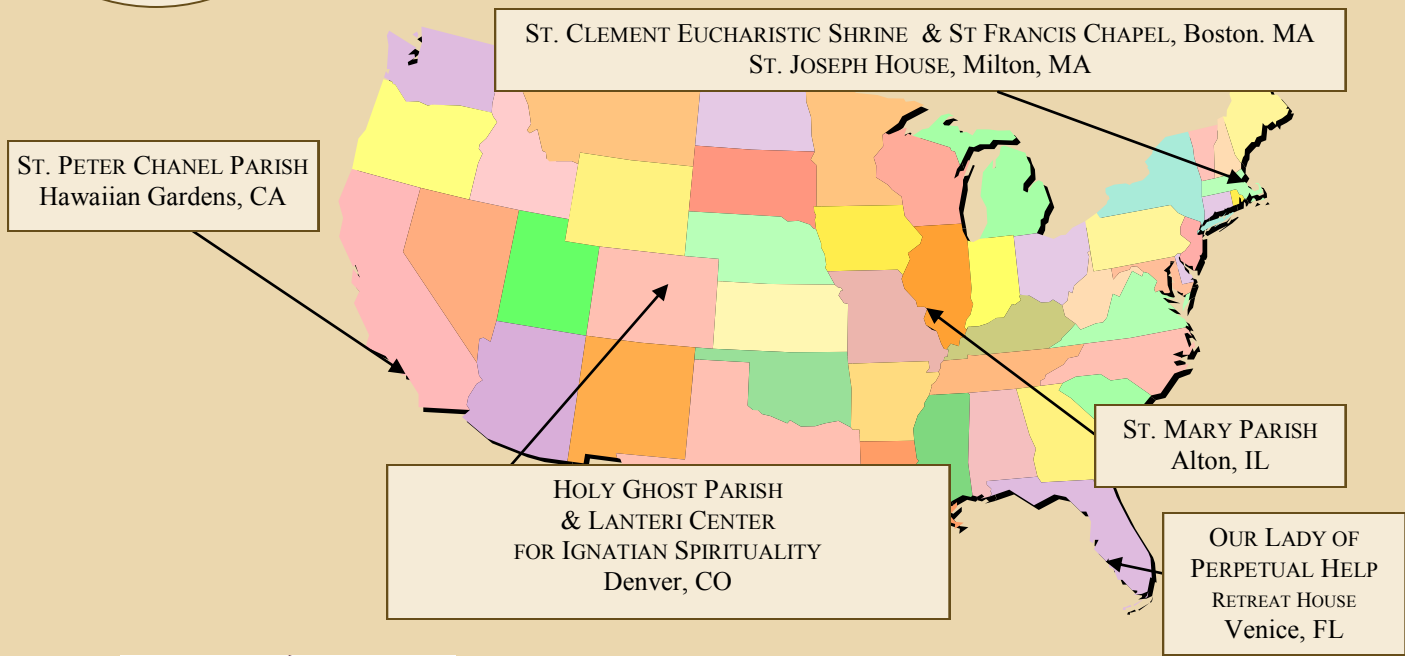 ST. CLEMENT EUCHARISTIC SHRINE & ST FRANCIS CHAPEL, Boston. MA
ST. JOSEPH HOUSE, Milton, MA
ST. PETER CHANEL PARISH
Hawaiian Gardens, CA
ST. MARY PARISH
Alton, IL
HOLY GHOST PARISH
& LANTERI CENTER
FOR IGNATIAN SPIRITUALITY
Denver, CO
OUR LADY OF
PERPETUAL HELP
RETREAT HOUSE
Venice, FL